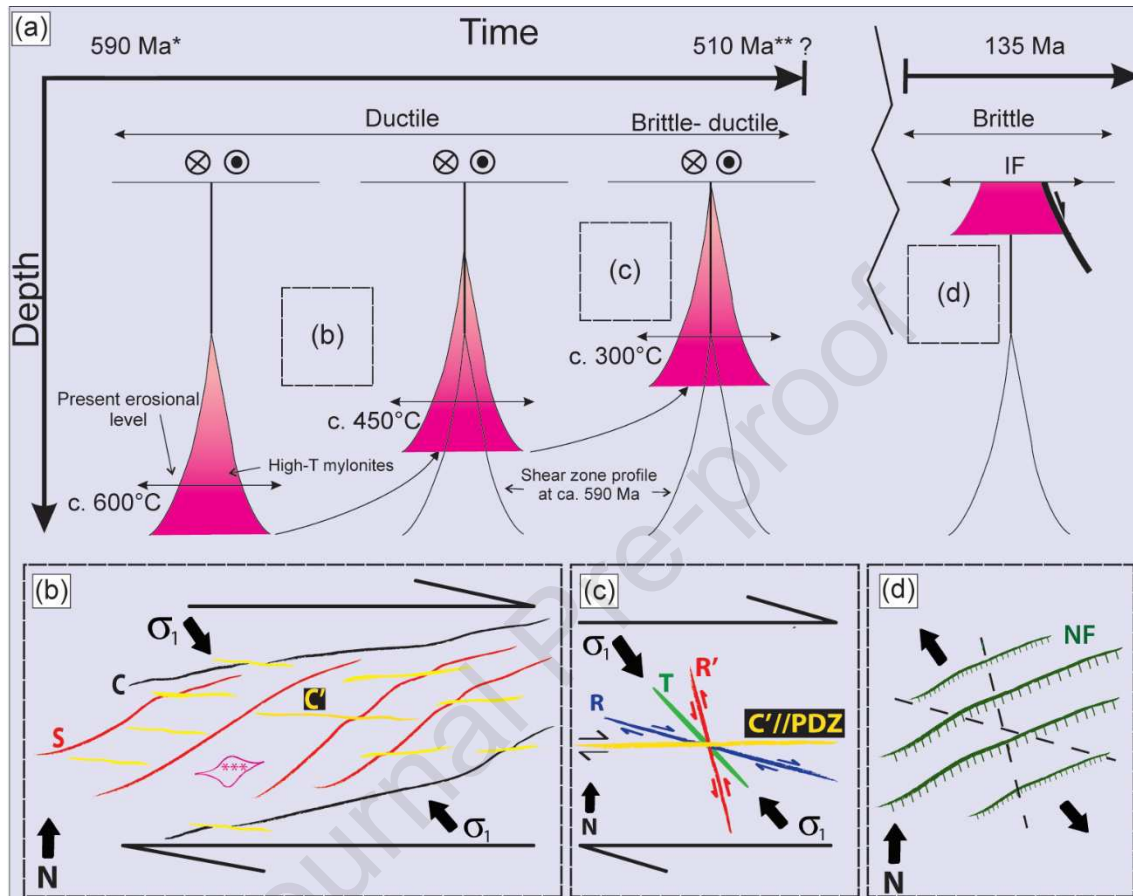 (a)
Time
590 Ma*
510 Ma** ?
135 Ma
Depth
Ductile
Brittle- ductile
Brittle
IF
(b)
(c)
(d)
c. 300°C
c. 450°C
c. 600°C
Present erosional
level
High-T mylonites
Shear zone profile
at ca. 590 Ma
(b)
σ1
C
C'
S
***
σ1
N
(c)
σ1
R'
T
R
C'//PDZ
N
σ1
(d)
NF
N
Journal Pre-proof